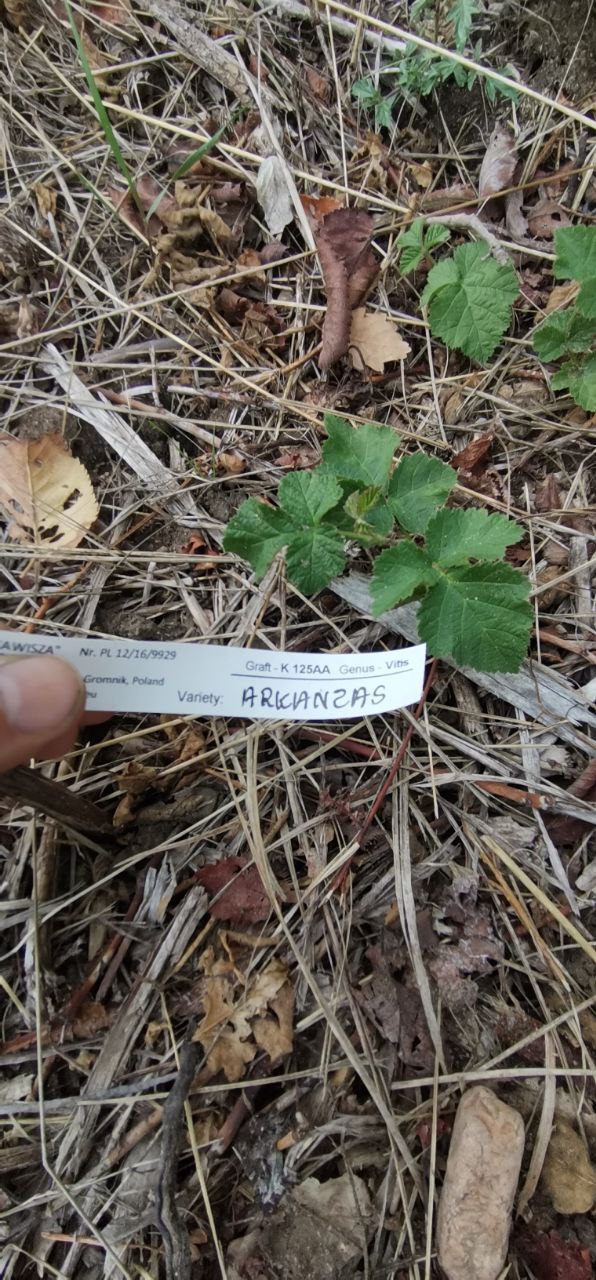 AWISZA" Nr. PL 12/16/9929
Graft - K 125AA Genus - Vitis
Gromnik, Poland
Variety: ARKANZAS